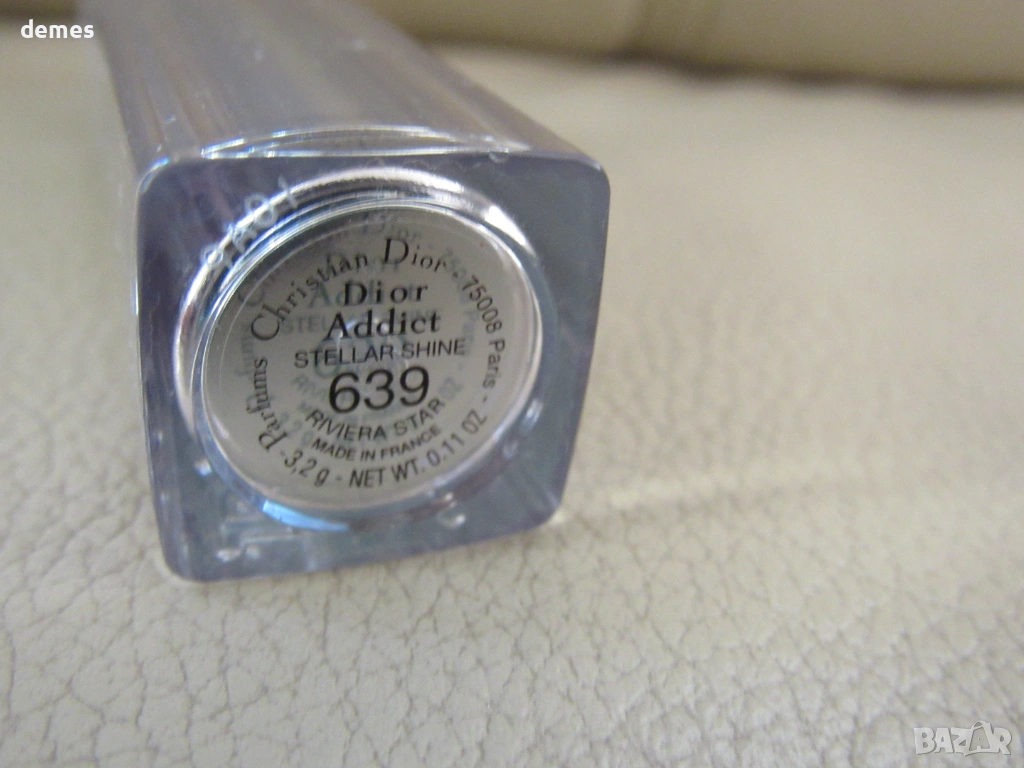 demes
Parfums Christian Dior - 75008 Paris -
Dior
Addict
STELLAR SHINE
639
RIVIERA STAR
MADE IN FRANCE
-3,2 g - NET WT. 0.11 OZ -
BAZAR